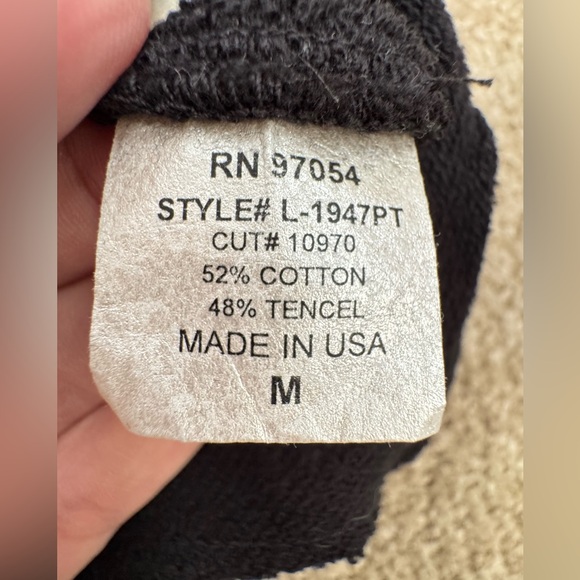 RN 97054
STYLE# L-1947PT
CUT# 10970
52% COTTON
48% TENCEL
MADE IN USA
M